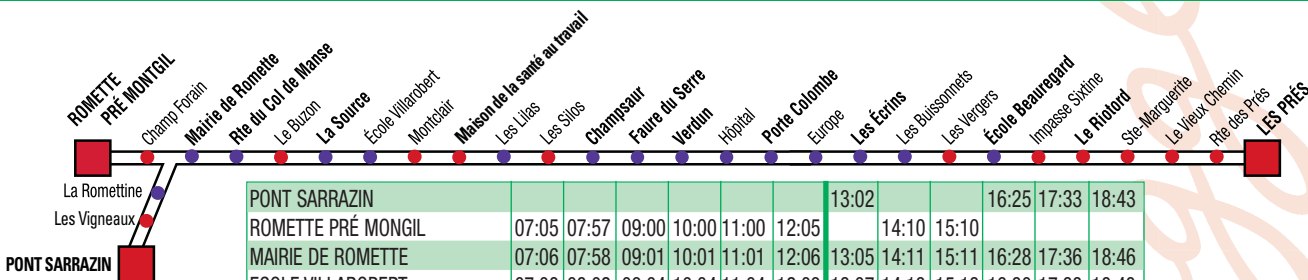 ROMETTE
PRÉ MONTGIL
Champ Forain
Mairie de Romette
Rte du Col de Manse
Le Buzon
La Source
École Villarobert
Montclair
Maison de la santé au travail
Les Lilas
Les Silos
Champsaur
Faure du Serre
Verdun
Hôpital
Porte Colombe
Europe
Les Écrins
Les Buissonnets
Les Vergers
École Beauregard
Impasse Sixtine
Le Riotord
Ste-Marguerite
Le Vieux Chemin
Rte des Prés
LES PRÉS
La Romettine
Les Vigneaux
PONT SARRAZIN
PONT SARRAZIN 13:02 16:25 17:33 18:43
ROMETTE PRÉ MONGIL 07:05 07:57 09:00 10:00 11:00 12:05 14:10 15:10
MAIRIE DE ROMETTE 07:06 07:58 09:01 10:01 11:01 12:06 13:05 14:11 15:11 16:28 17:36 18:46